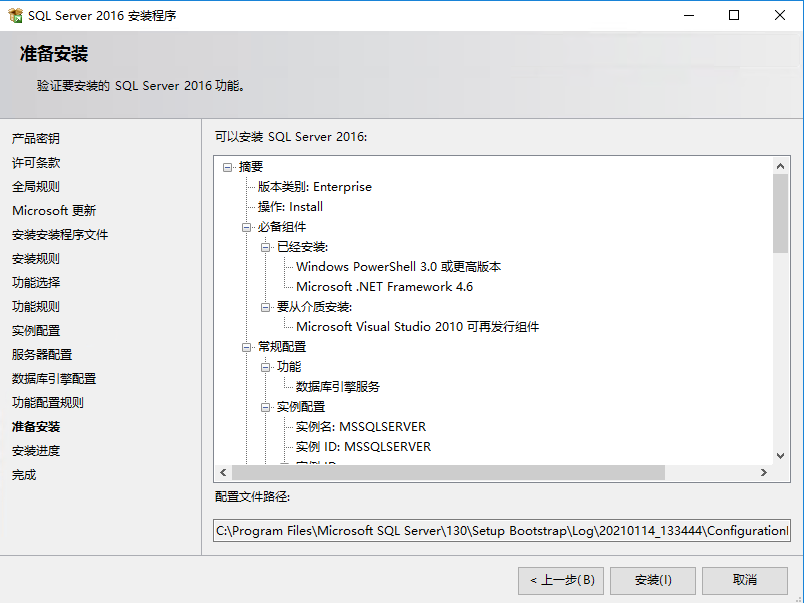 SQL Server 2016 安装程序
准备安装
验证要安装的 SQL Server 2016 功能。
产品密钥
许可条款
全局规则
Microsoft 更新
安装安装程序文件
安装规则
功能选择
功能规则
实例配置
服务器配置
数据库引擎配置
功能配置规则
准备安装
安装进度
完成
可以安装 SQL Server 2016:
摘要
版本类别: Enterprise
操作: Install
必备组件
已经安装:
Windows PowerShell 3.0 或更高版本
Microsoft .NET Framework 4.6
要从介质安装:
Microsoft Visual Studio 2010 可再发行组件
常规配置
功能
数据库引擎服务
实例配置
实例名: MSSQLSERVER
实例 ID: MSSQLSERVER
配置文件路径:
C:\Program Files\Microsoft SQL Server\130\Setup Bootstrap\Log\20210114_133444\Configuration
< 上一步(B)
安装(I)
取消